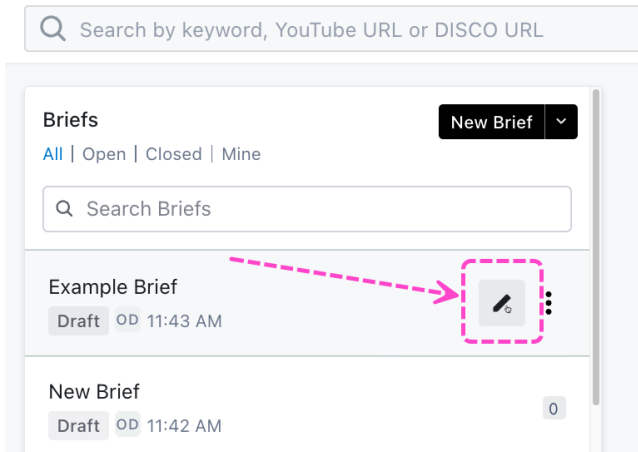 Search by keyword, YouTube URL or DISCO URL
Briefs
New Brief
All | Open | Closed | Mine
Search Briefs
Example Brief
Draft OD 11:43 AM
New Brief
0
Draft OD 11:42 AM